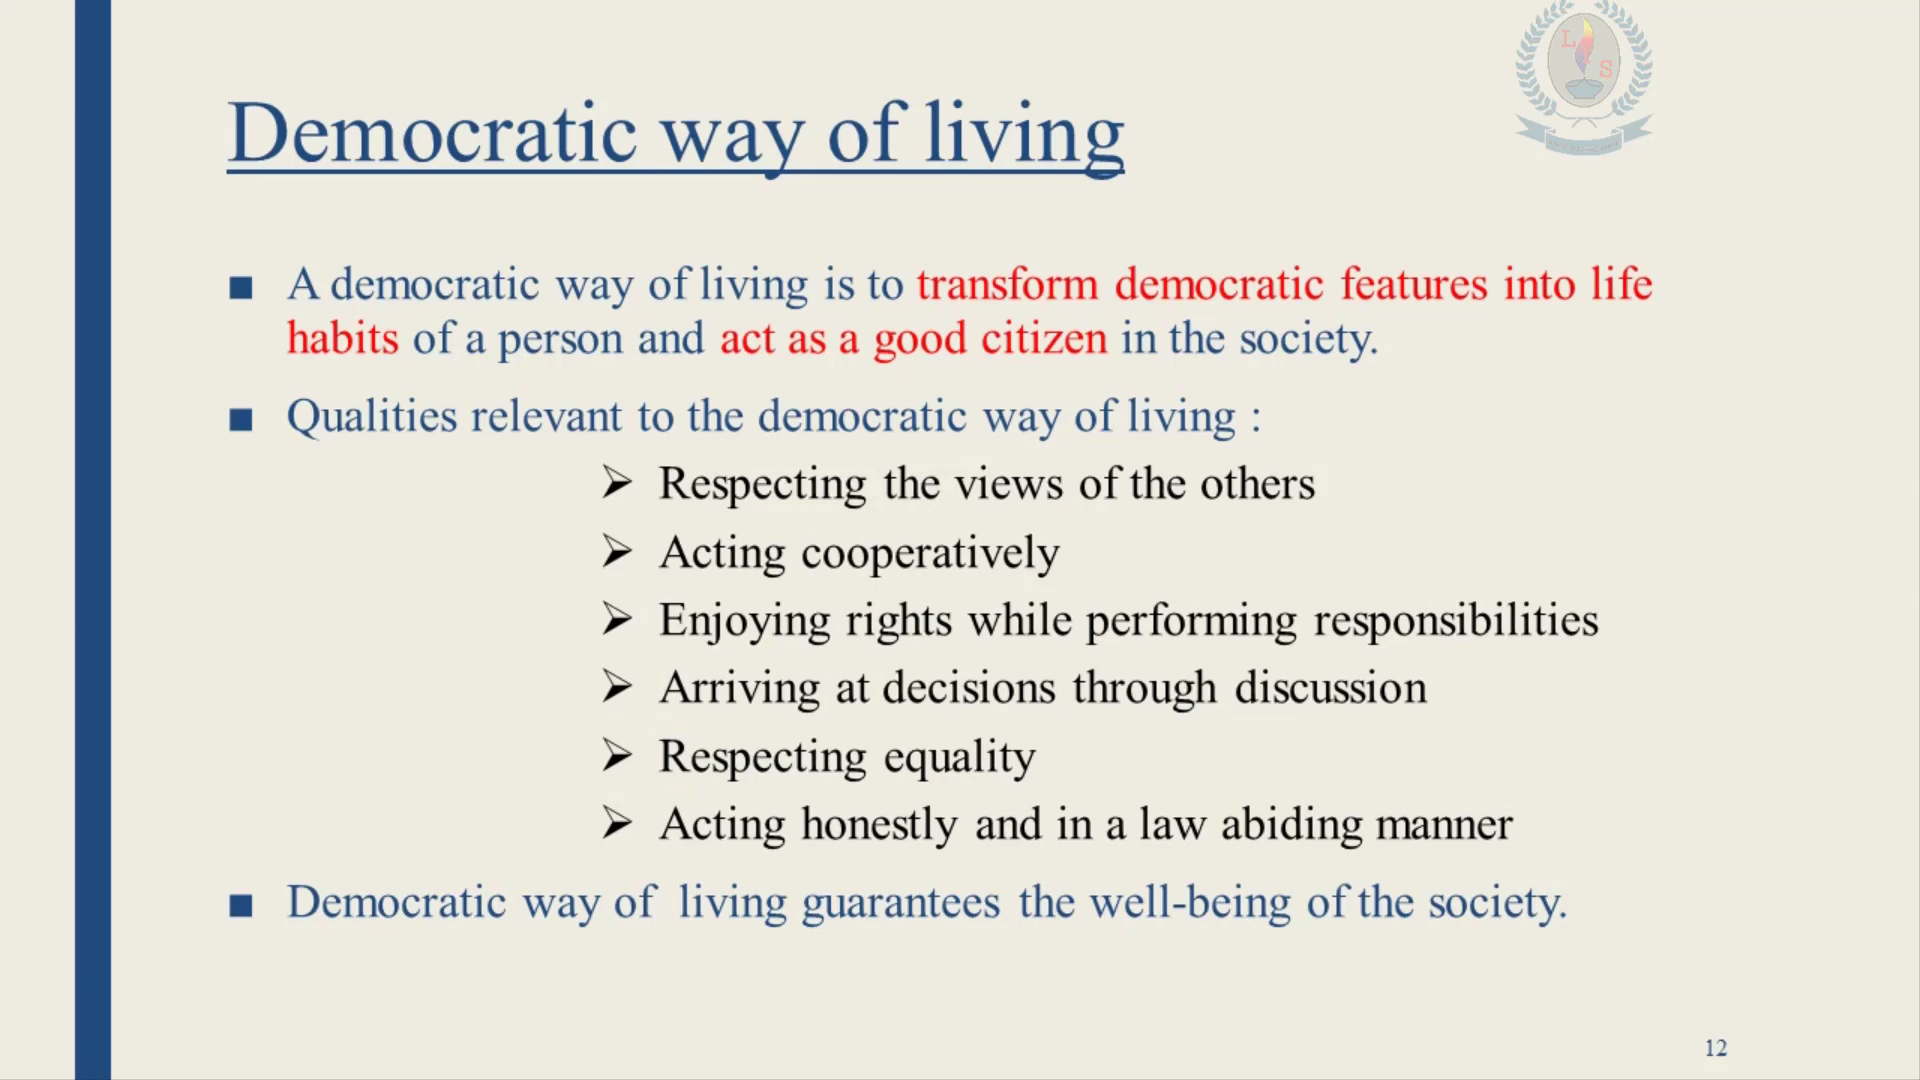 L
S
Democratic way of living
■ A democratic way of living is to transform democratic features into life
habits of a person and act as a good citizen in the society.
■ Qualities relevant to the democratic way of living :
➢ Respecting the views of the others
➢ Acting cooperatively
➢ Enjoying rights while performing responsibilities
➢ Arriving at decisions through discussion
➢ Respecting equality
➢ Acting honestly and in a law abiding manner
■ Democratic way of living guarantees the well-being of the society.
12